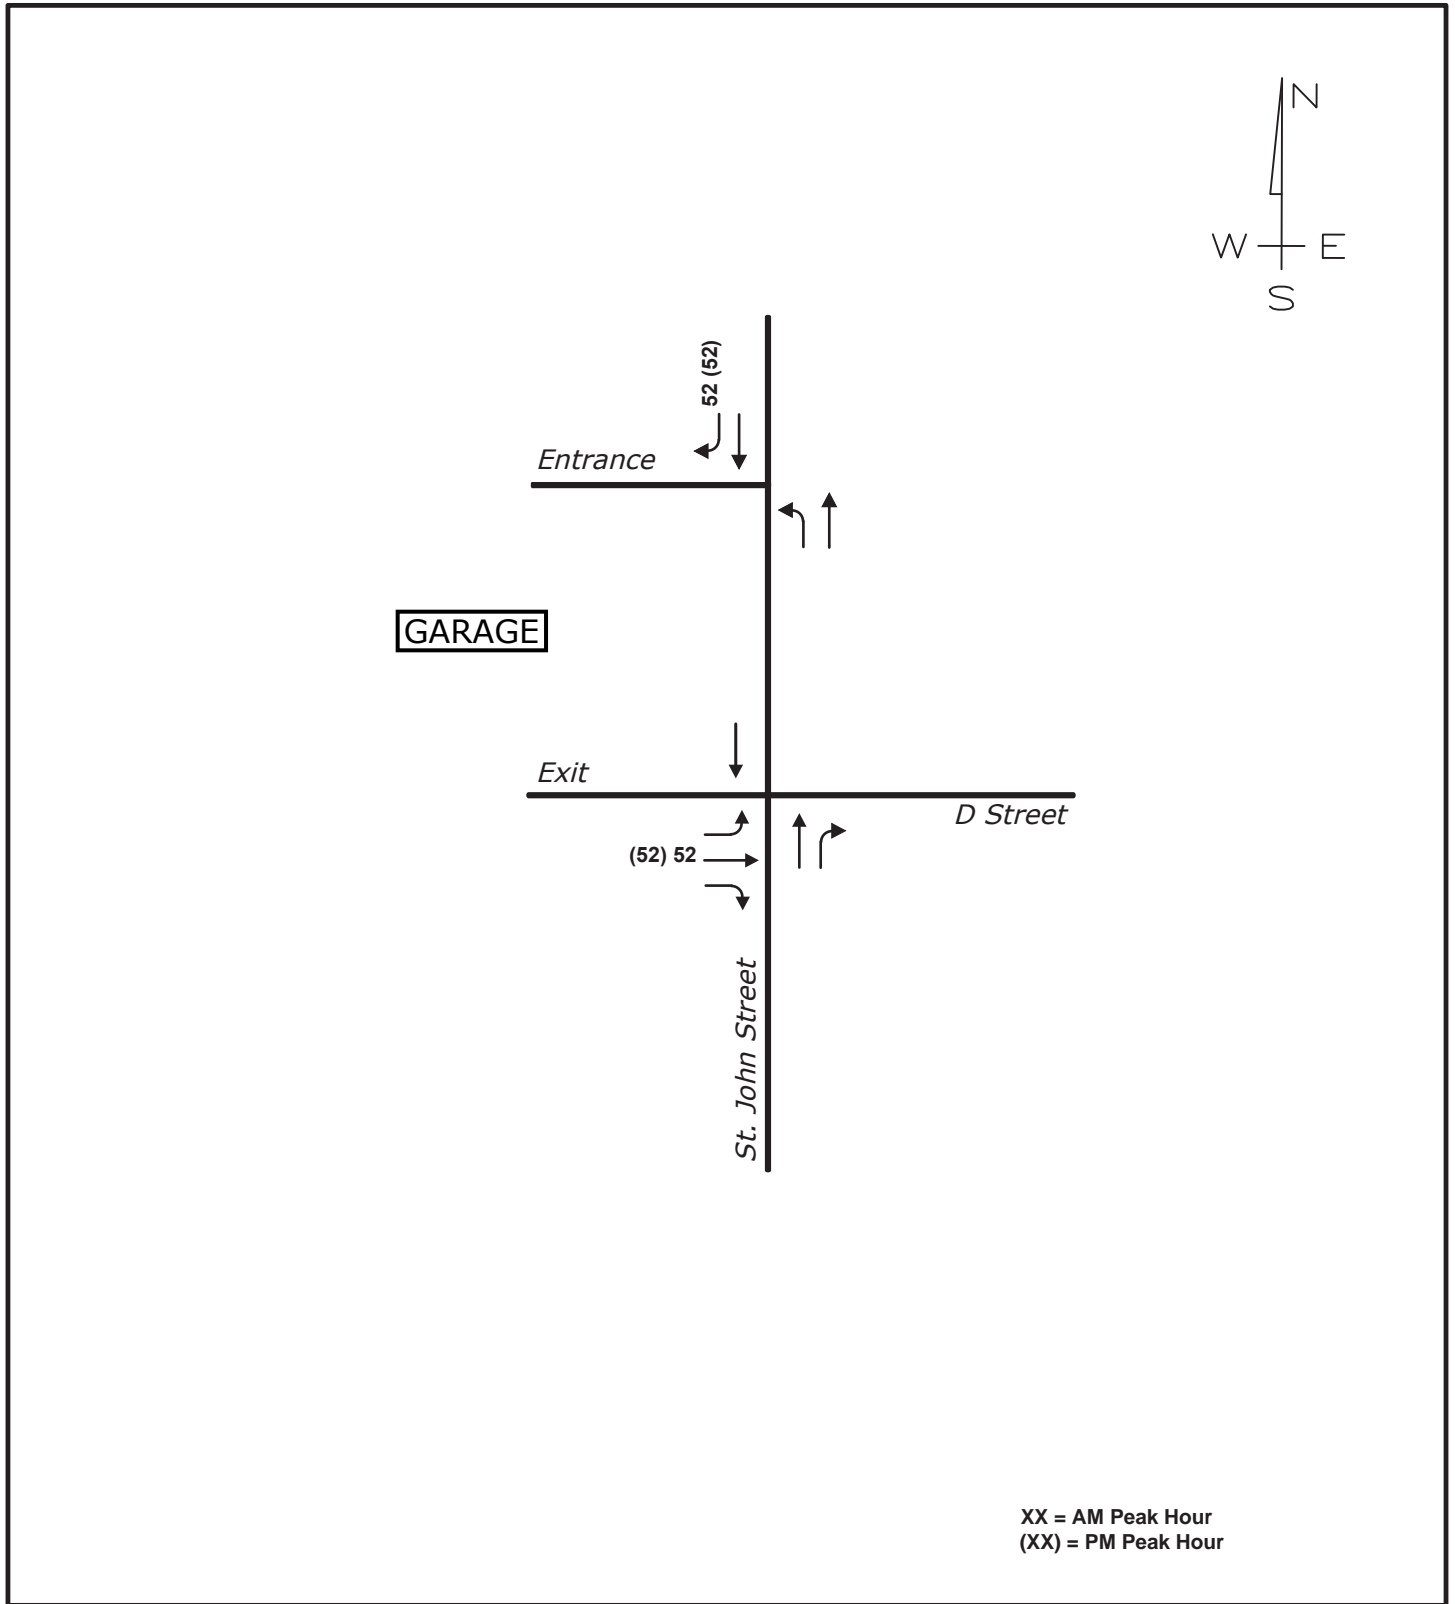 N
W E
S
52 (52)
Entrance
GARAGE
Exit
D Street
(52) 52
St. John Street
XX = AM Peak Hour
(XX) = PM Peak Hour